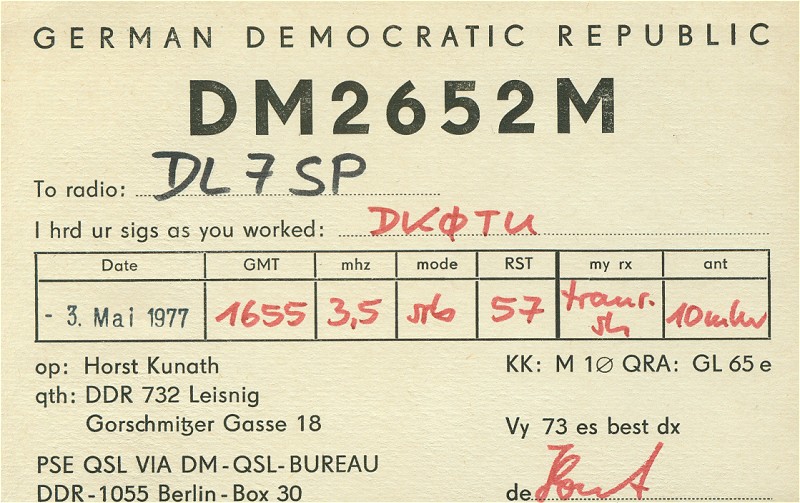 GERMAN DEMOCRATIC REPUBLIC
DM2652M
To radio: DL7SP
I hrd ur sigs as you worked: DKØTU
Date GMT mhz mode RST my rx ant
- 3. Mai 1977 1655 3,5 ssb 57 10m
op: Horst Kunath KK: M 1∅ QRA: GL 65 e
qth: DDR 732 Leisnig
Gorschmitzer Gasse 18 Vy 73 es best dx
PSE QSL VIA DM-QSL-BUREAU
DDR-1055 Berlin-Box 30 de Horst